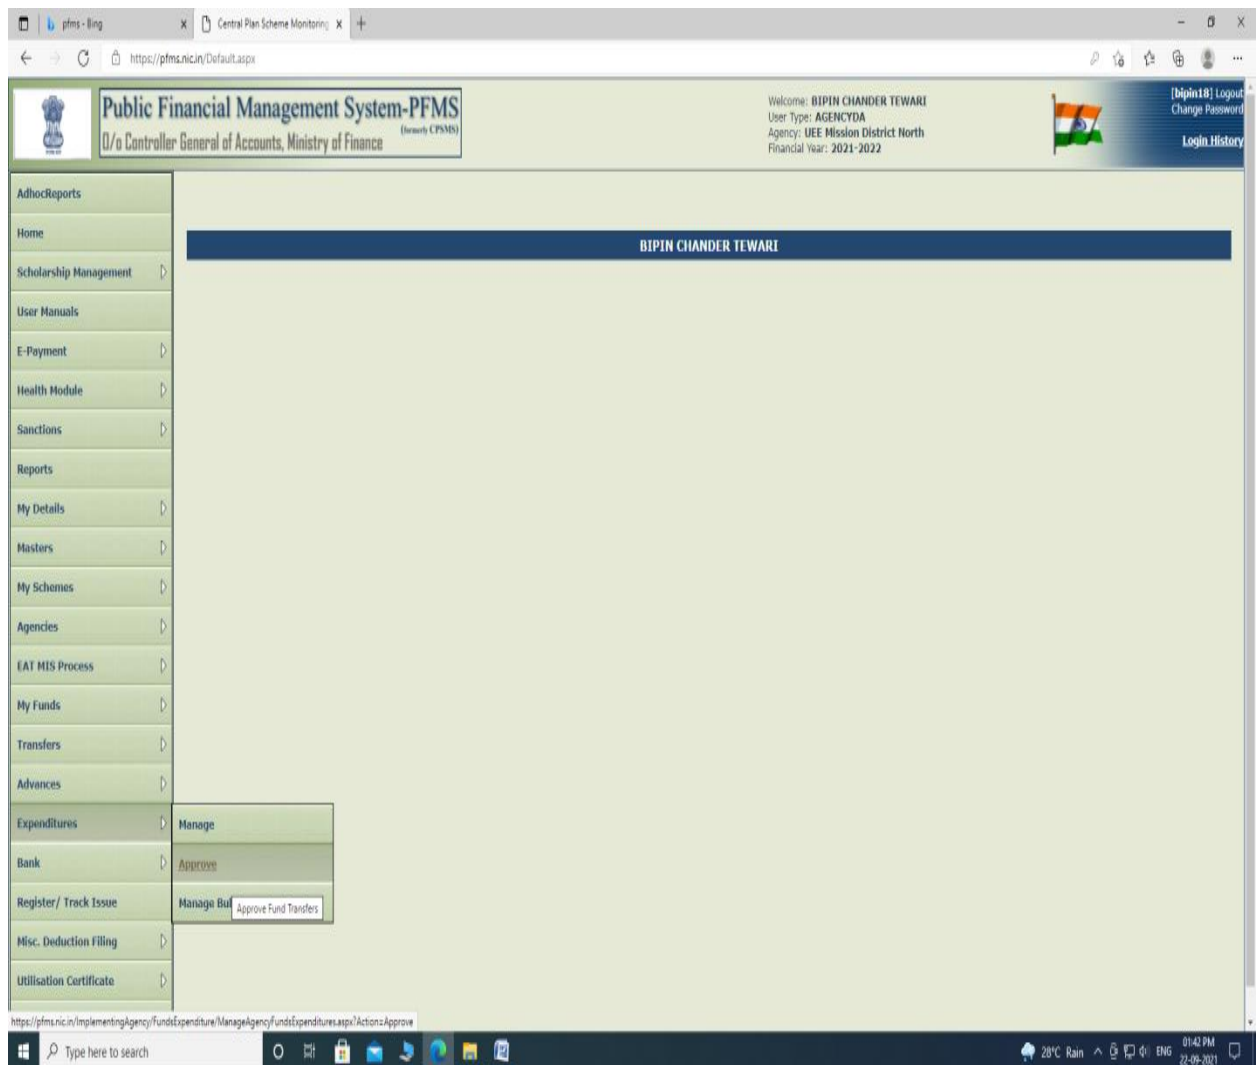 pfms - Bing
Central Plan Scheme Monitoring
https://pfms.nic.in/Default.aspx
Public Financial Management System-PFMS
(formerly CPSMS)
O/o Controller General of Accounts, Ministry of Finance
Welcome: BIPIN CHANDER TEWARI
User Type: AGENCYDA
Agency: UEE Mission District North
Financial Year: 2021-2022
[bipin18] Logout
Change Password
Login History
AdhocReports
Home
BIPIN CHANDER TEWARI
Scholarship Management
User Manuals
E-Payment
Health Module
Sanctions
Reports
My Details
Masters
My Schemes
Agencies
EAT MIS Process
My Funds
Transfers
Advances
Expenditures
Manage
Bank
Approve
Register/ Track Issue
Manage Bul
Approve Fund Transfers
Misc. Deduction Filing
Utilisation Certificate
https://pfms.nic.in/ImplementingAgency/FundsExpenditure/ManageAgencyFundsExpenditures.aspx?Action=Approve
Type here to search
28°C Rain
ENG
01:42 PM
22-09-2021